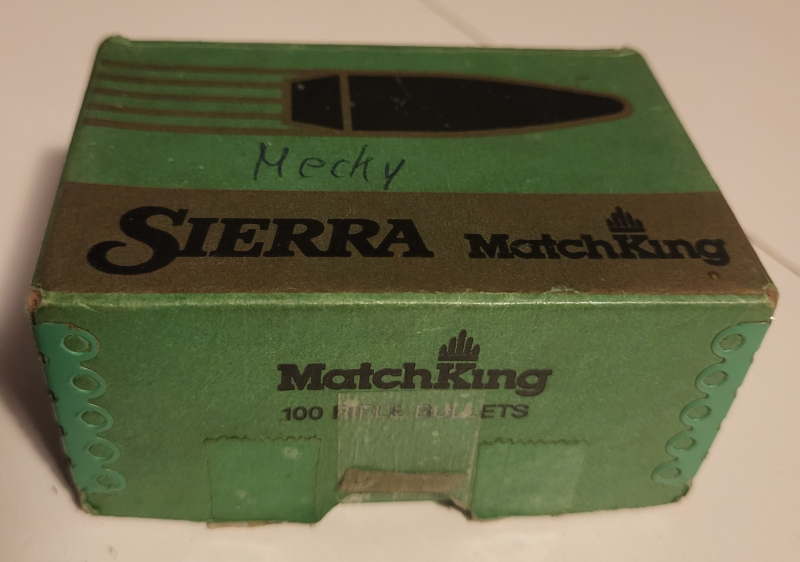 Mecky
SIERRA MatchKing
MatchKing
100 RIFLE BULLETS